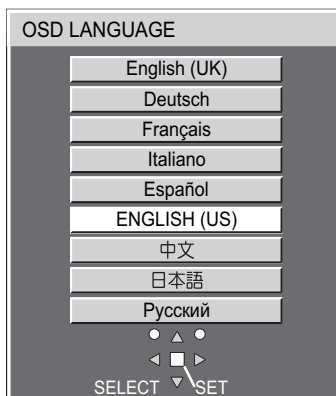 OSD LANGUAGE
English (UK)
Deutsch
Français
Italiano
Español
ENGLISH (US)
中文
日本語
Русский
SELECT SET